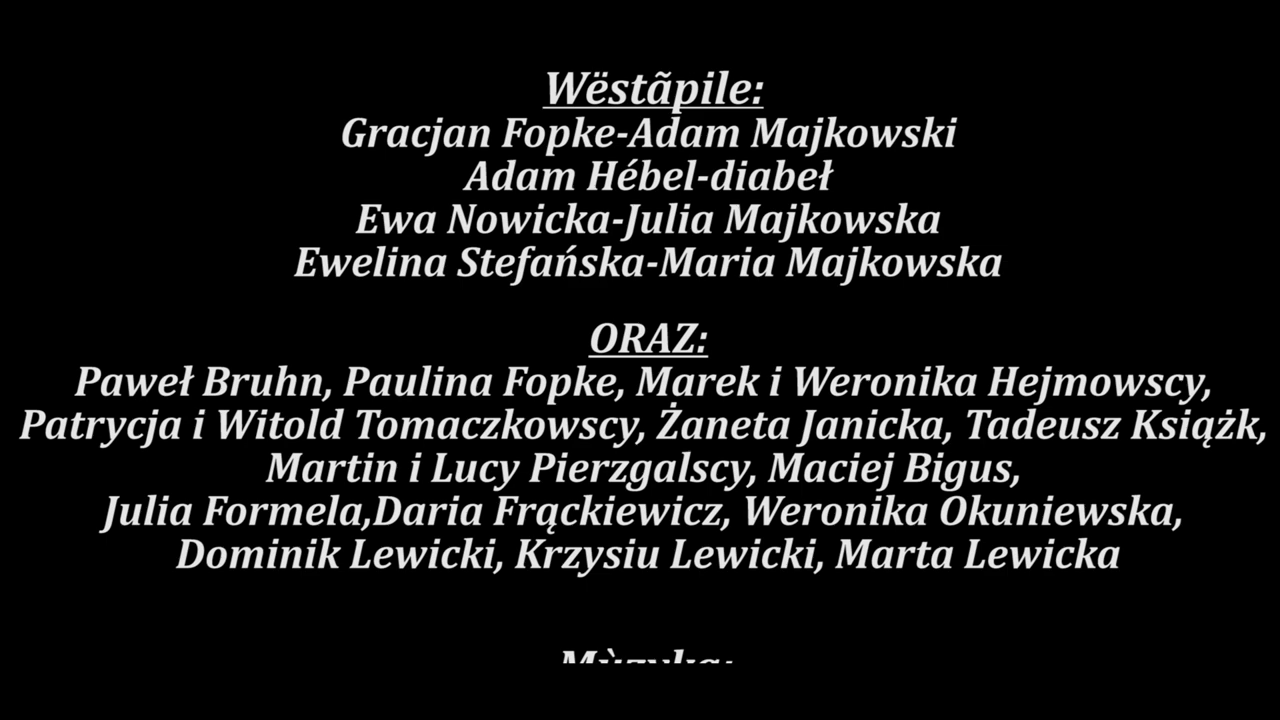 Wëstãpile:
Gracjan Fopke-Adam Majkowski
Adam Hébel-diabeł
Ewa Nowicka-Julia Majkowska
Ewelina Stefańska-Maria Majkowska
ORAZ:
Paweł Bruhn, Paulina Fopke, Marek i Weronika Hejmowscy,
Patrycja i Witold Tomaczkowscy, Żaneta Janicka, Tadeusz Książk,
Martin i Lucy Pierzgalscy, Maciej Bigus,
Julia Formela,Daria Frąckiewicz, Weronika Okuniewska,
Dominik Lewicki, Krzysiu Lewicki, Marta Lewicka
Mùzyka: